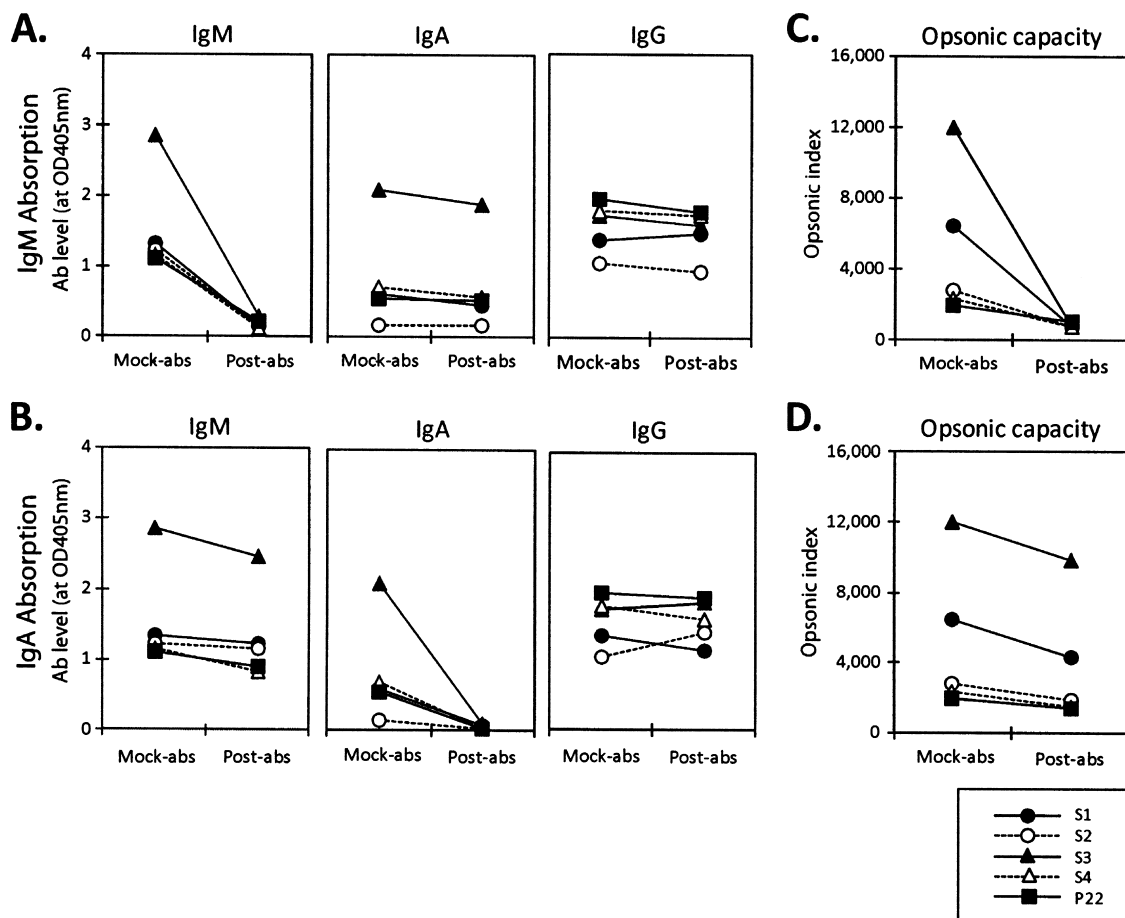 A.
IgM
IgA
IgG
IgM Absorption
Ab level (at OD405nm)
4
3
2
1
0
Mock-abs Post-abs
Mock-abs Post-abs
Mock-abs Post-abs
C.
Opsonic capacity
Opsonic index
16,000
12,000
8,000
4,000
0
Mock-abs Post-abs
B.
IgM
IgA
IgG
IgA Absorption
Ab level (at OD405nm)
4
3
2
1
0
Mock-abs Post-abs
Mock-abs Post-abs
Mock-abs Post-abs
D.
Opsonic capacity
Opsonic index
16,000
12,000
8,000
4,000
0
Mock-abs Post-abs
S1
S2
S3
S4
P22